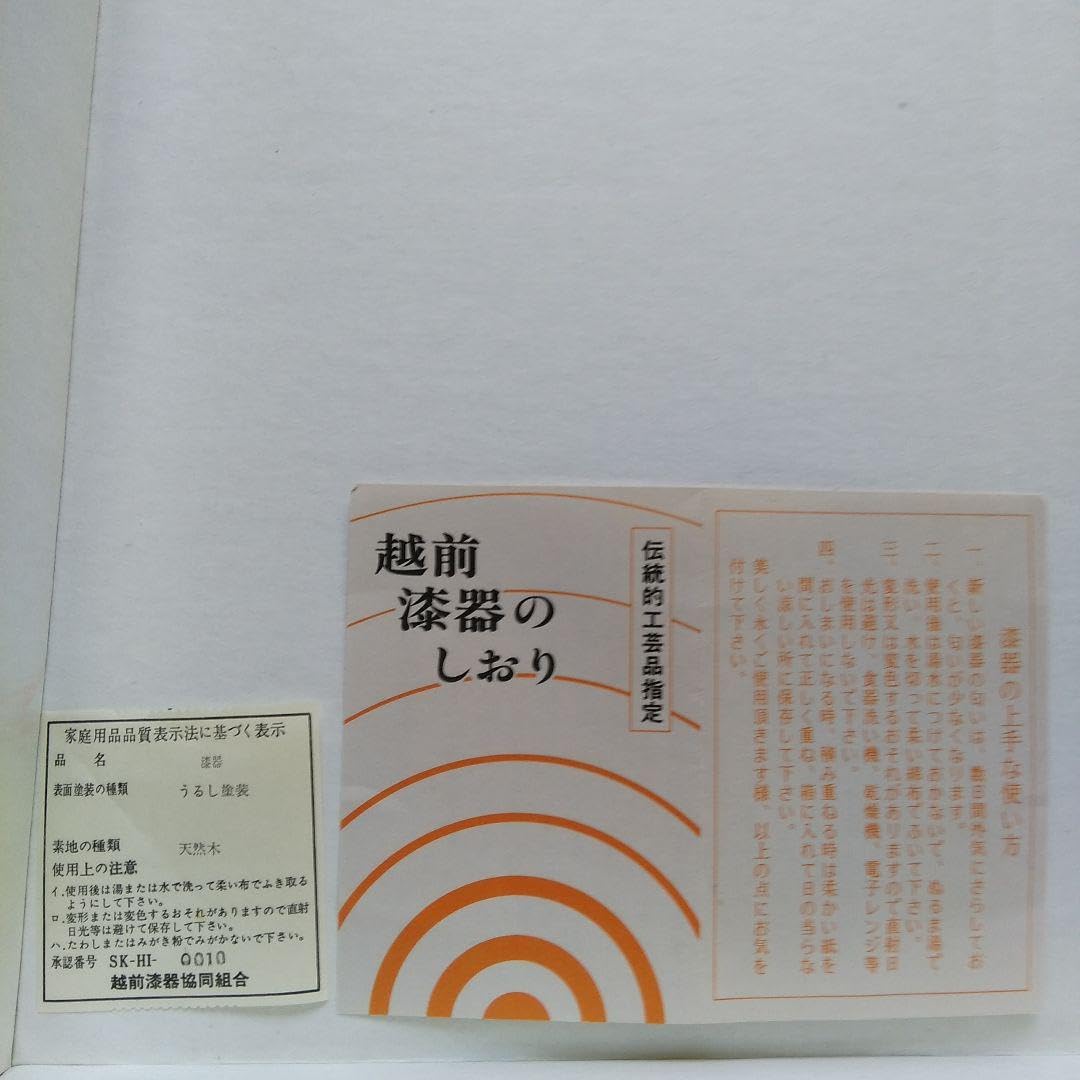 家庭用品品質表示法に基づく表示
品 名 漆器
表面塗装の種類 うるし塗装
素地の種類 天然木
使用上の注意
イ.使用後は湯または水で洗って柔い布でふき取る
ようにして下さい。
ロ.変形または変色するおそれがありますので直射
日光等は避けて保存して下さい。
ハ.たわしまたはみがき粉でみがかないで下さい。
承認番号 SK-HI- 0010
越前漆器協同組合
越前
漆器の
しおり
伝統的工芸品指定
漆器の上手な使い方
一、新しい漆器の匂いは、数日間外気にさらしてお
くと、匂いが少なくなります。
二、使用後は湯水につけておかないで、ぬるま湯で
洗い、水を切って柔い綿布でふいて下さい。
三、変形又は変色するおそれがありますので直射日
光は避け、食器洗い機、乾燥機、電子レンジ等
を使用しないで下さい。
四、おしまいになる時、積み重ねる時は柔かい紙を
間に入れて正しく重ね、箱に入れて日の当らな
い涼しい所に保存して下さい。
美しく永くご使用頂きます様、以上の点にお気を
付けて下さい。